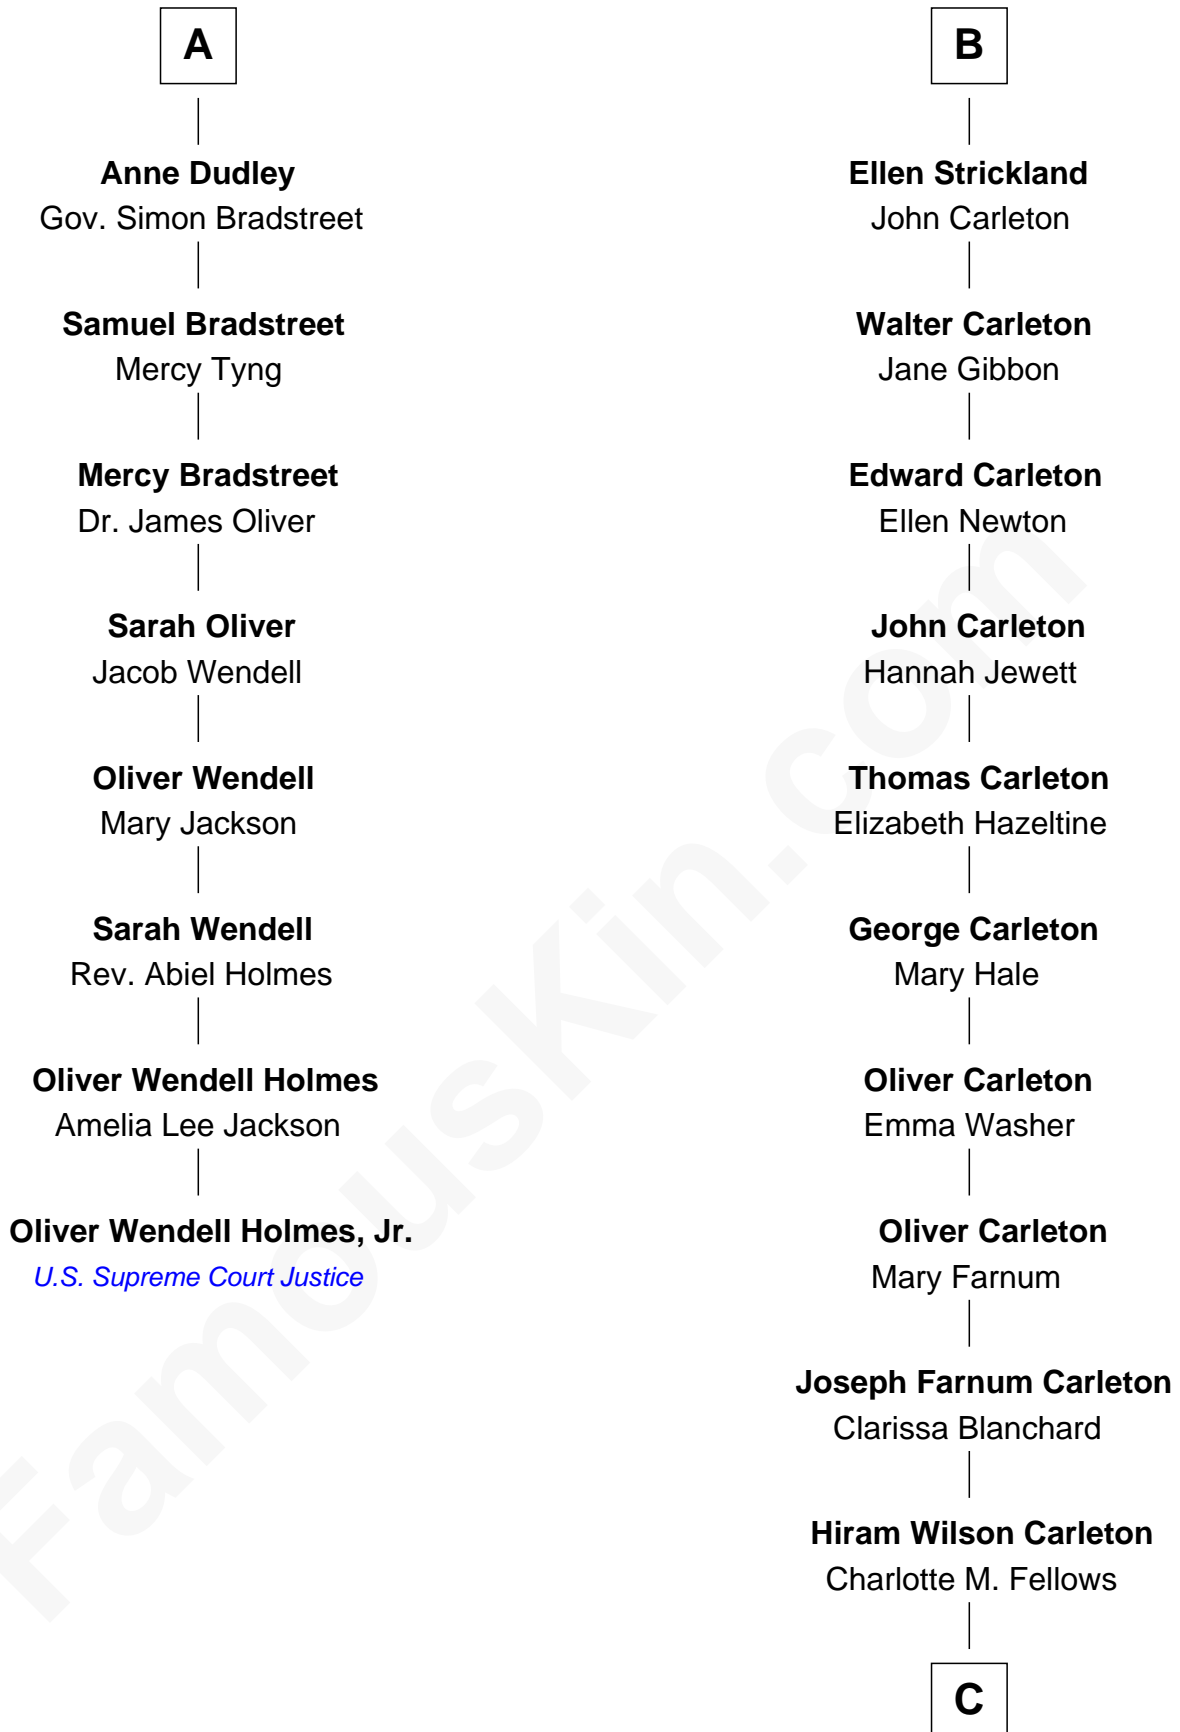 A
Anne Dudley
Gov. Simon Bradstreet
Samuel Bradstreet
Mercy Tyng
Mercy Bradstreet
Dr. James Oliver
Sarah Oliver
Jacob Wendell
Oliver Wendell
Mary Jackson
Sarah Wendell
Rev. Abiel Holmes
Oliver Wendell Holmes
Amelia Lee Jackson
Oliver Wendell Holmes, Jr.
U.S. Supreme Court Justice
B
Ellen Strickland
John Carleton
Walter Carleton
Jane Gibbon
Edward Carleton
Ellen Newton
John Carleton
Hannah Jewett
Thomas Carleton
Elizabeth Hazeltine
George Carleton
Mary Hale
Oliver Carleton
Emma Washer
Oliver Carleton
Mary Farnum
Joseph Farnum Carleton
Clarissa Blanchard
Hiram Wilson Carleton
Charlotte M. Fellows
C
FamousKin.com